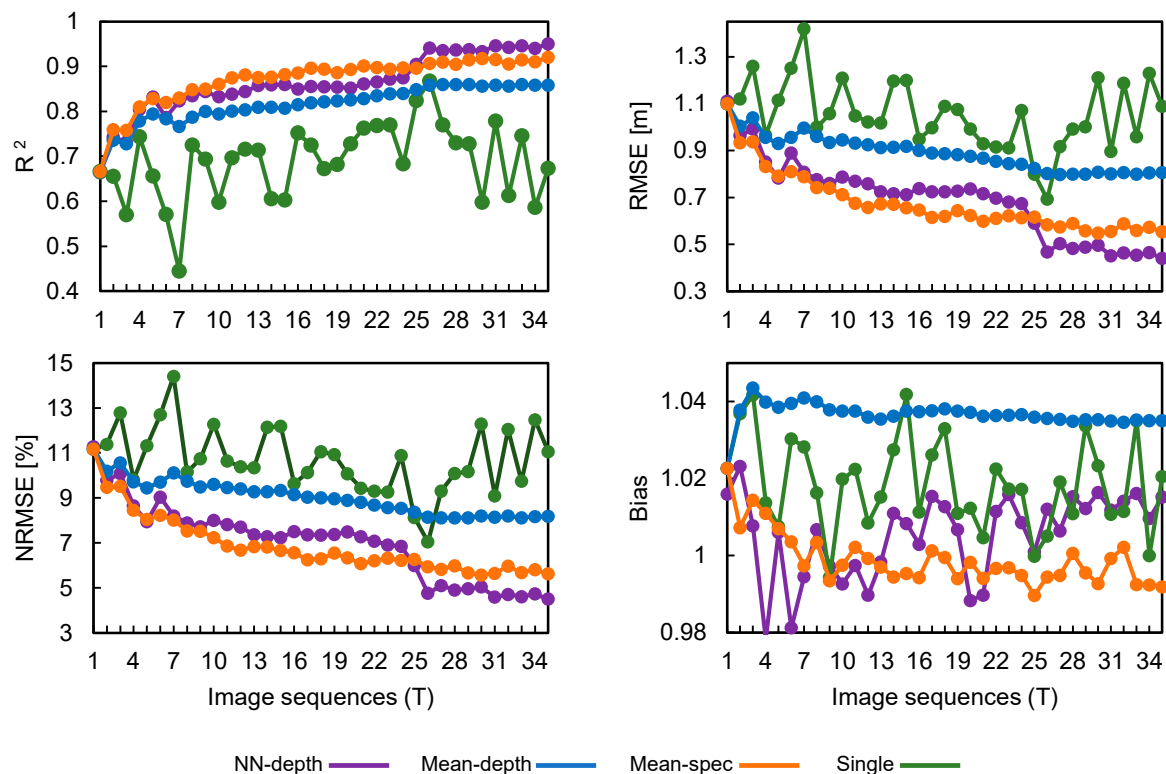 1
0.9
0.8
0.7
0.6
0.5
0.4
R 2
1 4 7 10 13 16 19 22 25 28 31 34
1.3
1.1
0.9
0.7
0.5
0.3
RMSE [m]
1 4 7 10 13 16 19 22 25 28 31 34
15
13
11
9
7
5
3
NRMSE [%]
1 4 7 10 13 16 19 22 25 28 31 34
Image sequences (T)
1.04
1.02
1
0.98
Bias
1 4 7 10 13 16 19 22 25 28 31 34
Image sequences (T)
NN-depth Mean-depth Mean-spec Single